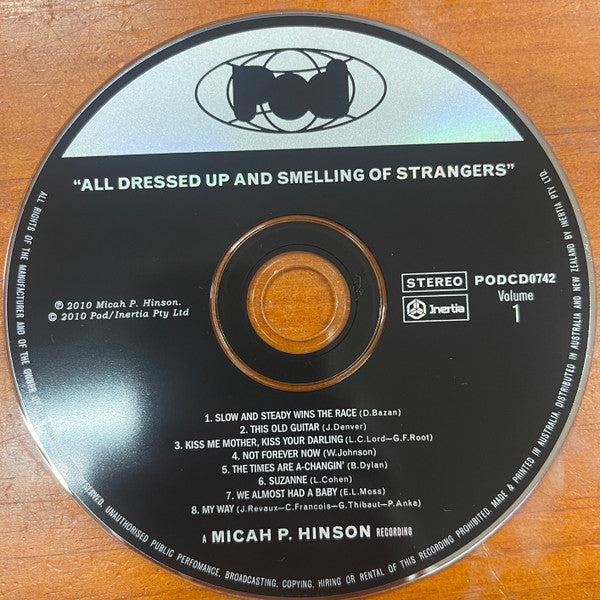 POD
"ALL DRESSED UP AND SMELLING OF STRANGERS"
℗ 2010 Micah P. Hinson.
© 2010 Pod/Inertia Pty Ltd
STEREO
PODCD0742
Inertia
Volume
1
1. SLOW AND STEADY WINS THE RACE (D.Bazan)
2. THIS OLD GUITAR (J.Denver)
3. KISS ME MOTHER, KISS YOUR DARLING (L.C.Lord–G.F.Root)
4. NOT FOREVER NOW (W.Johnson)
5. THE TIMES ARE A-CHANGIN' (B.Dylan)
6. SUZANNE (L.Cohen)
7. WE ALMOST HAD A BABY (E.L.Moss)
8. MY WAY (J.Revaux–C.Francois–G.Thibaut–P.Anka)
A MICAH P. HINSON RECORDING
ALL RIGHTS OF THE MANUFACTURER AND OF THE OWNER SERVED. UNAUTHORISED PUBLIC PERFOMANCE, BROADCASTING, COPYING, HIRING OR RENTAL OF THIS RECORDING PROHIBITED. MADE & PRINTED IN AUSTRALIA. DISTRIBUTED IN AUSTRALIA AND NEW ZEALAND BY INERTIA PTY LTD.